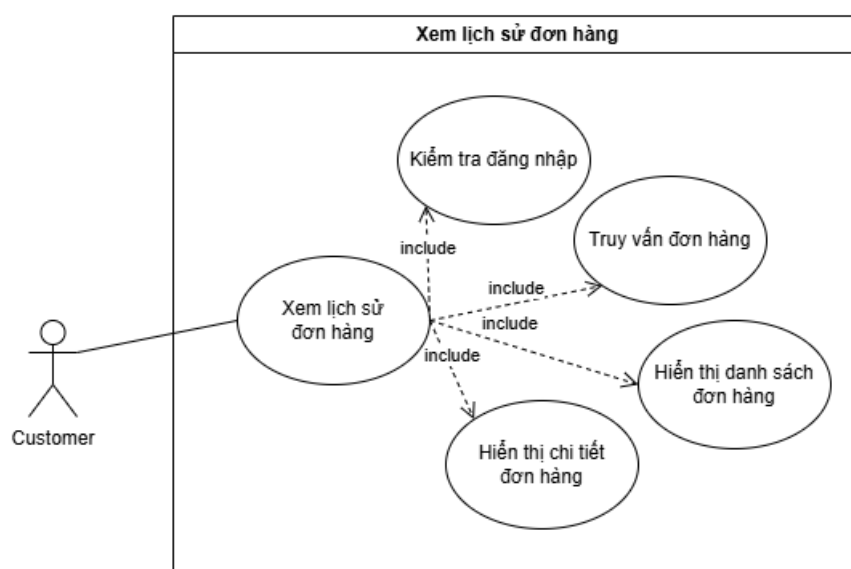 Xem lịch sử đơn hàng
Kiểm tra đăng nhập
Truy vấn đơn hàng
include
include
Xem lịch sử
đơn hàng
include
include
Hiển thị danh sách
đơn hàng
Customer
Hiển thị chi tiết
đơn hàng